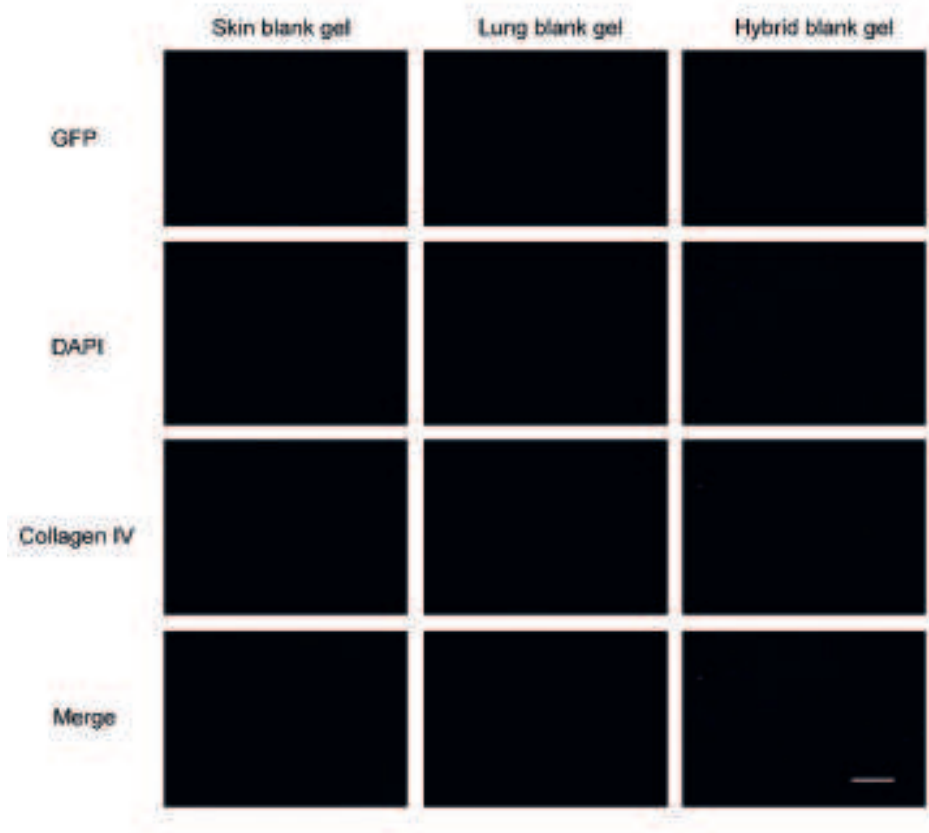 Skin blank gel
Lung blank gel
Hybrid blank gel
GFP
DAPI
Collagen IV
Merge